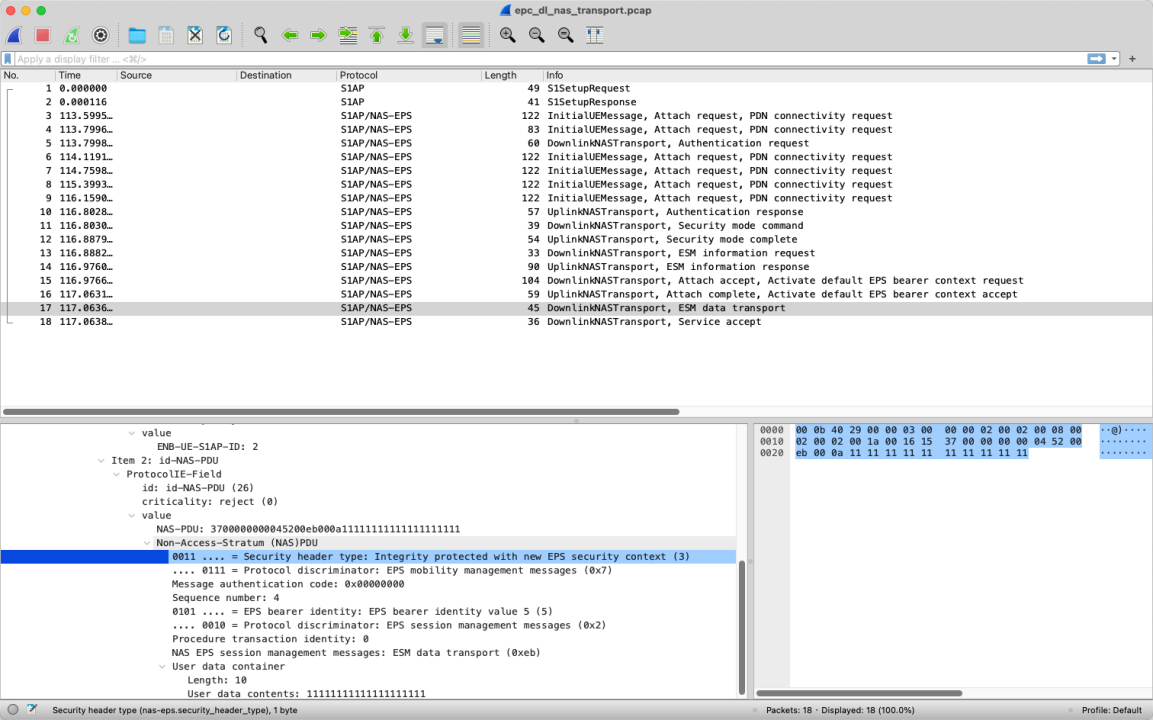 epc_dl_nas_transport.pcap
Apply a display filter ... <⌘/>
+
No. Time Source Destination Protocol Length Info
1 0.000000 S1AP 49 S1SetupRequest
2 0.000116 S1AP 41 S1SetupResponse
3 113.5995… S1AP/NAS-EPS 122 InitialUEMessage, Attach request, PDN connectivity request
4 113.7996… S1AP/NAS-EPS 83 InitialUEMessage, Attach request, PDN connectivity request
5 113.7998… S1AP/NAS-EPS 60 DownlinkNASTransport, Authentication request
6 114.1191… S1AP/NAS-EPS 122 InitialUEMessage, Attach request, PDN connectivity request
7 114.7598… S1AP/NAS-EPS 122 InitialUEMessage, Attach request, PDN connectivity request
8 115.3993… S1AP/NAS-EPS 122 InitialUEMessage, Attach request, PDN connectivity request
9 116.1590… S1AP/NAS-EPS 122 InitialUEMessage, Attach request, PDN connectivity request
10 116.8028… S1AP/NAS-EPS 57 UplinkNASTransport, Authentication response
11 116.8030… S1AP/NAS-EPS 39 DownlinkNASTransport, Security mode command
12 116.8879… S1AP/NAS-EPS 54 UplinkNASTransport, Security mode complete
13 116.8882… S1AP/NAS-EPS 33 DownlinkNASTransport, ESM information request
14 116.9760… S1AP/NAS-EPS 90 UplinkNASTransport, ESM information response
15 116.9766… S1AP/NAS-EPS 104 DownlinkNASTransport, Attach accept, Activate default EPS bearer context request
16 117.0631… S1AP/NAS-EPS 59 UplinkNASTransport, Attach complete, Activate default EPS bearer context accept
17 117.0636… S1AP/NAS-EPS 45 DownlinkNASTransport, ESM data transport
18 117.0638… S1AP/NAS-EPS 36 DownlinkNASTransport, Service accept
value
ENB-UE-S1AP-ID: 2
Item 2: id-NAS-PDU
ProtocolIE-Field
id: id-NAS-PDU (26)
criticality: reject (0)
value
NAS-PDU: 3700000000045200eb000a11111111111111111111
Non-Access-Stratum (NAS)PDU
0011 .... = Security header type: Integrity protected with new EPS security context (3)
.... 0111 = Protocol discriminator: EPS mobility management messages (0x7)
Message authentication code: 0x00000000
Sequence number: 4
0101 .... = EPS bearer identity: EPS bearer identity value 5 (5)
.... 0010 = Protocol discriminator: EPS session management messages (0x2)
Procedure transaction identity: 0
NAS EPS session management messages: ESM data transport (0xeb)
User data container
Length: 10
User data contents: 11111111111111111111
0000 00 0b 40 29 00 00 03 00 00 00 02 00 02 00 08 00 ··@)····
0010 02 00 02 00 1a 00 16 15 37 00 00 00 00 04 52 00 ········
0020 eb 00 0a 11 11 11 11 11 11 11 11 11 11 ········
Security header type (nas-eps.security_header_type), 1 byte
Packets: 18 · Displayed: 18 (100.0%)
Profile: Default